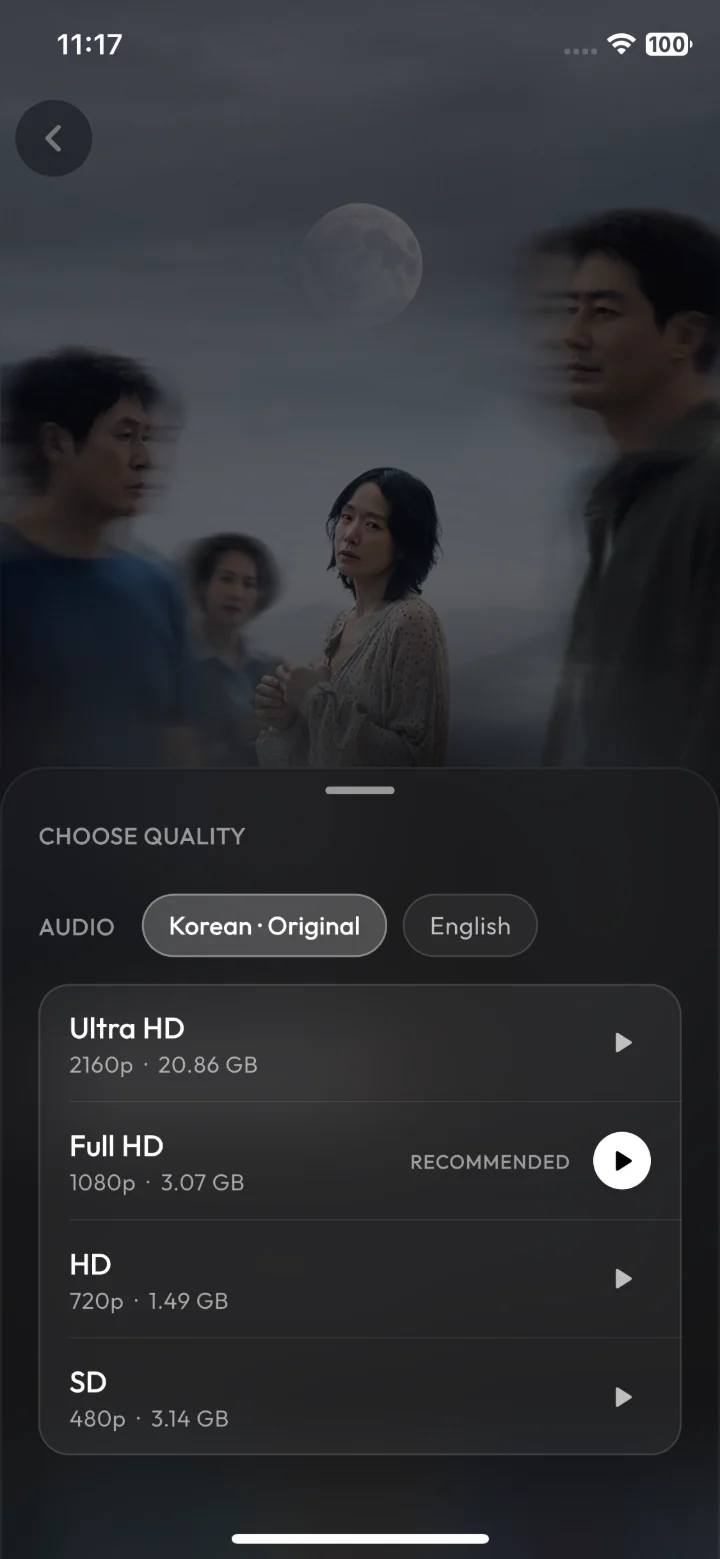 11:17
100
CHOOSE QUALITY
AUDIO Korean · Original English
Ultra HD
2160p · 20.86 GB
Full HD
1080p · 3.07 GB
RECOMMENDED
HD
720p · 1.49 GB
SD
480p · 3.14 GB